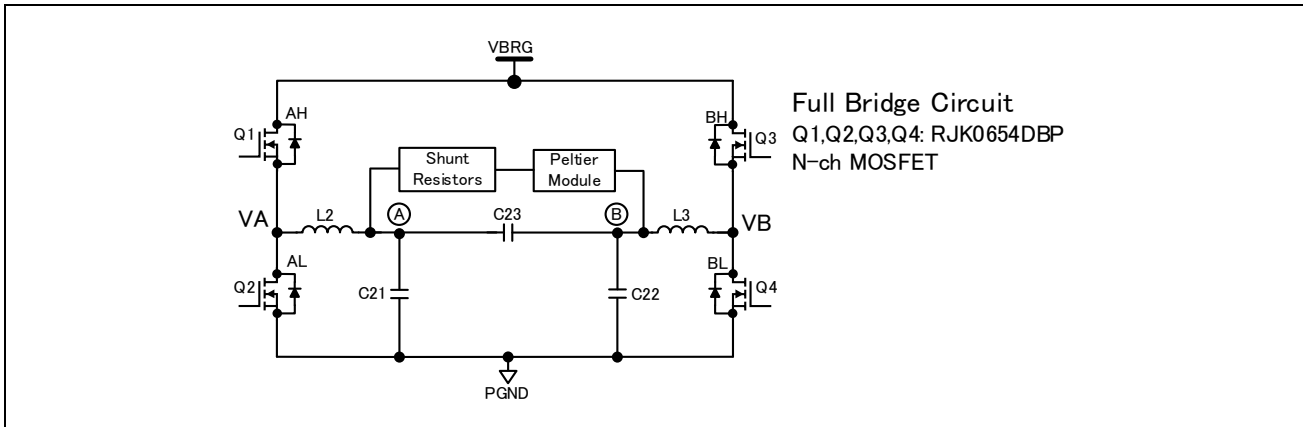 VBRG
AH
Q1
BH
Q3
Full Bridge Circuit
Q1,Q2,Q3,Q4: RJK0654DBP
N-ch MOSFET
Shunt
Resistors
Peltier
Module
VA
L2
A
C23
B
L3
VB
AL
Q2
C21
C22
BL
Q4
PGND